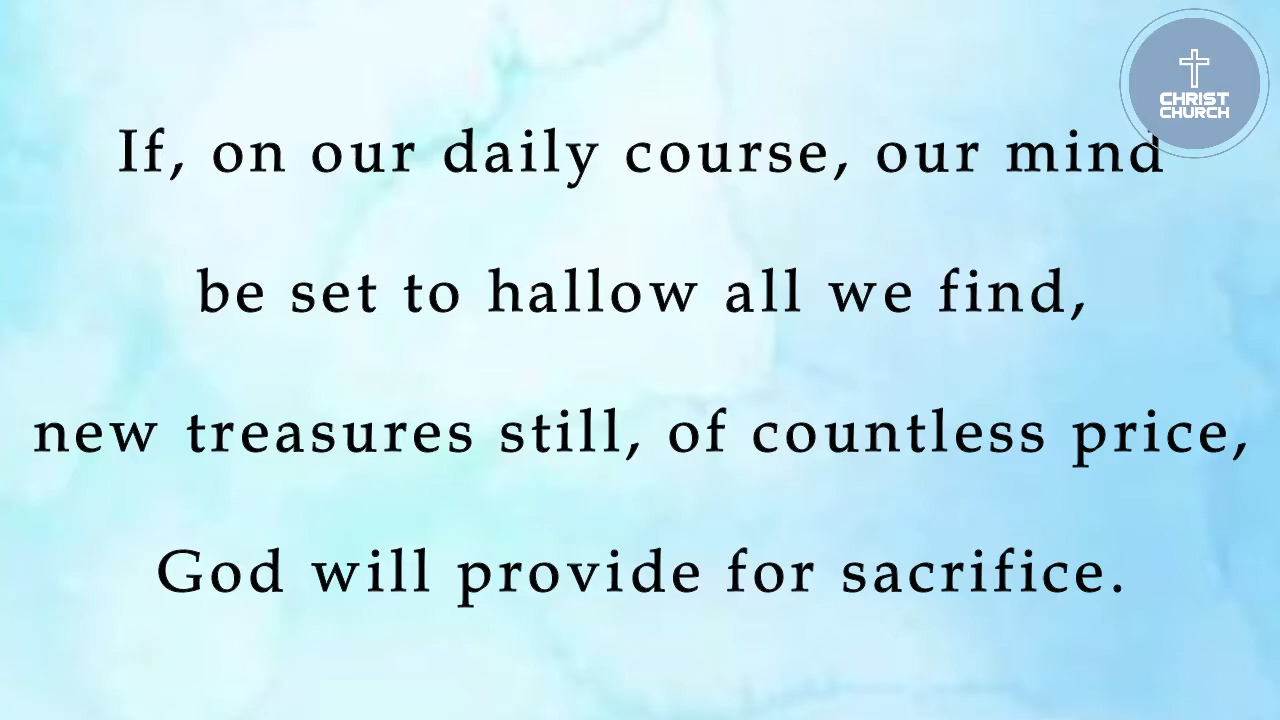 CHRIST
CHURCH
If, on our daily course, our mind
be set to hallow all we find,
new treasures still, of countless price,
God will provide for sacrifice.